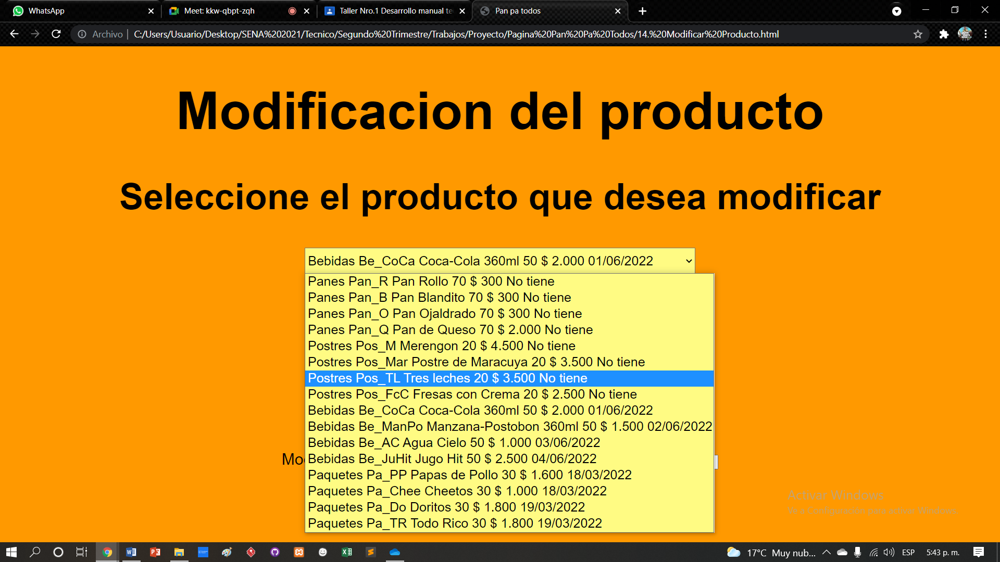 WhatsApp
Meet: kkw-qbpt-zqh
Taller Nro.1 Desarrollo manual te
Pan pa todos
Archivo
C:/Users/Usuario/Desktop/SENA%202021/Tecnico/Segundo%20Trimestre/Trabajos/Proyecto/Pagina%20Pan%20Pa%20Todos/14.%20Modificar%20Producto.html
Modificacion del producto
Seleccione el producto que desea modificar
Bebidas Be_CoCa Coca-Cola 360ml 50 $ 2.000 01/06/2022
Panes Pan_R Pan Rollo 70 $ 300 No tiene
Panes Pan_B Pan Blandito 70 $ 300 No tiene
Panes Pan_O Pan Ojaldrado 70 $ 300 No tiene
Panes Pan_Q Pan de Queso 70 $ 2.000 No tiene
Postres Pos_M Merengon 20 $ 4.500 No tiene
Postres Pos_Mar Postre de Maracuya 20 $ 3.500 No tiene
Postres Pos_TL Tres leches 20 $ 3.500 No tiene
Postres Pos_FcC Fresas con Crema 20 $ 2.500 No tiene
Bebidas Be_CoCa Coca-Cola 360ml 50 $ 2.000 01/06/2022
Bebidas Be_ManPo Manzana-Postobon 360ml 50 $ 1.500 02/06/2022
Bebidas Be_AC Agua Cielo 50 $ 1.000 03/06/2022
Mo
Bebidas Be_JuHit Jugo Hit 50 $ 2.500 04/06/2022
Paquetes Pa_PP Papas de Pollo 30 $ 1.600 18/03/2022
Paquetes Pa_Chee Cheetos 30 $ 1.000 18/03/2022
Paquetes Pa_Do Doritos 30 $ 1.800 19/03/2022
Paquetes Pa_TR Todo Rico 30 $ 1.800 19/03/2022
Activar Windows
Ve a Configuración para activar Windows.
17°C Muy nub...
ESP
5:43 p. m.